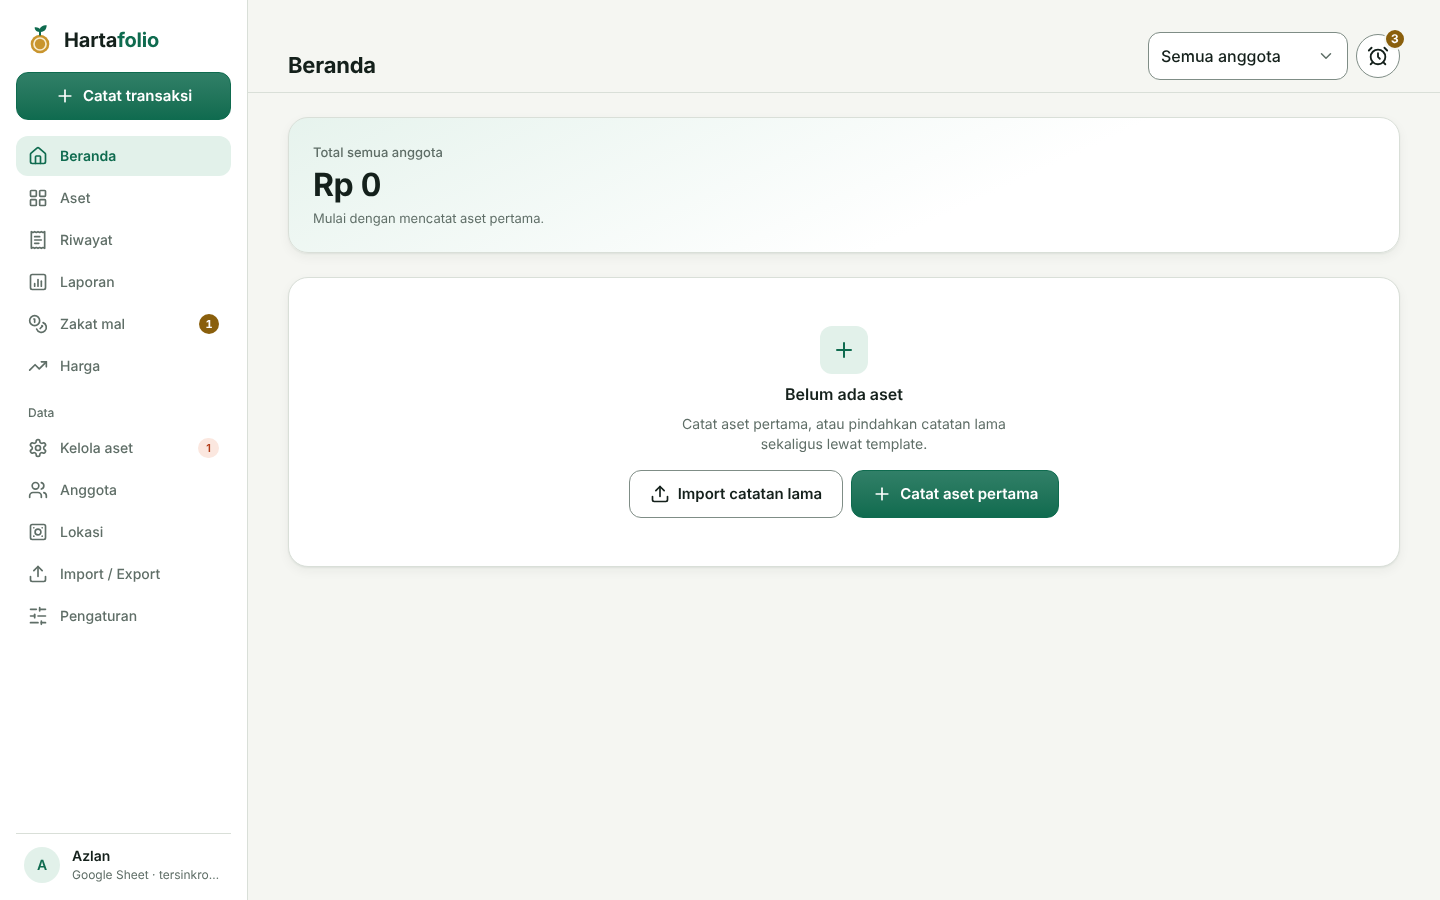 Hartafolio
Catat transaksi
Beranda
Aset
Riwayat
Laporan
Zakat mal 1
Harga
Data
Kelola aset 1
Anggota
Lokasi
Import / Export
Pengaturan
A
Azlan
Google Sheet · tersinkro...
Beranda
Semua anggota
3
Total semua anggota
Rp 0
Mulai dengan mencatat aset pertama.
Belum ada aset
Catat aset pertama, atau pindahkan catatan lama
sekaligus lewat template.
Import catatan lama
Catat aset pertama